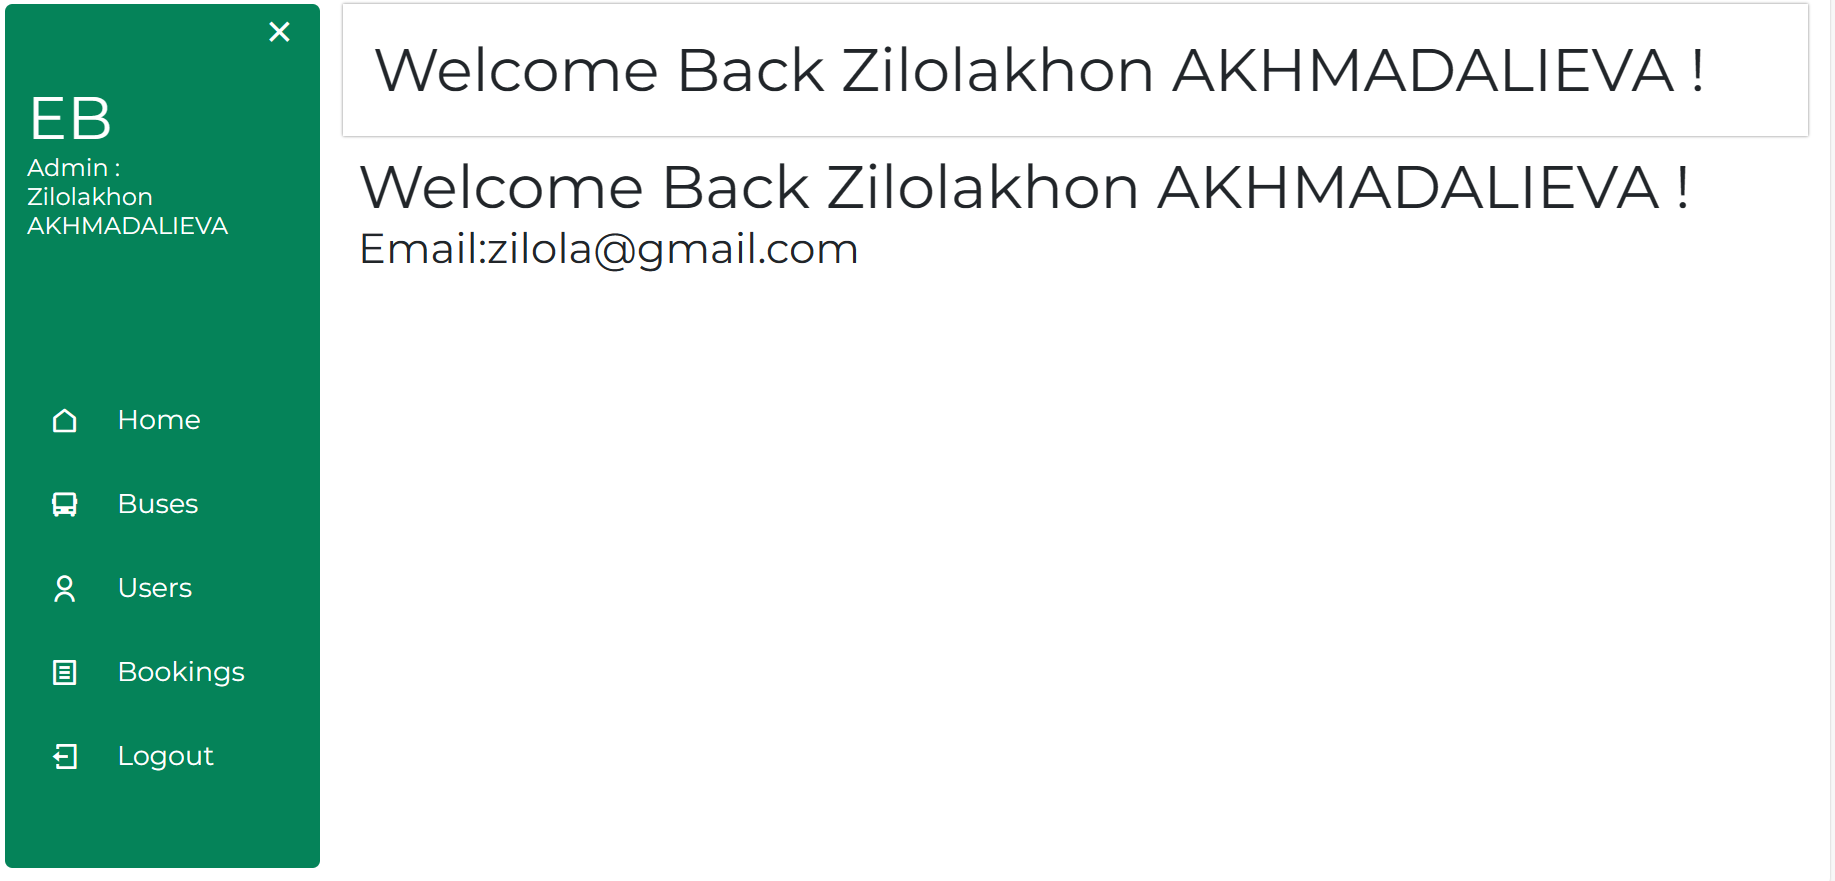 EB
Admin :
Zilolakhon
AKHMADALIEVA
Home
Buses
Users
Bookings
Logout
Welcome Back Zilolakhon AKHMADALIEVA !
Welcome Back Zilolakhon AKHMADALIEVA !
Email:zilola@gmail.com